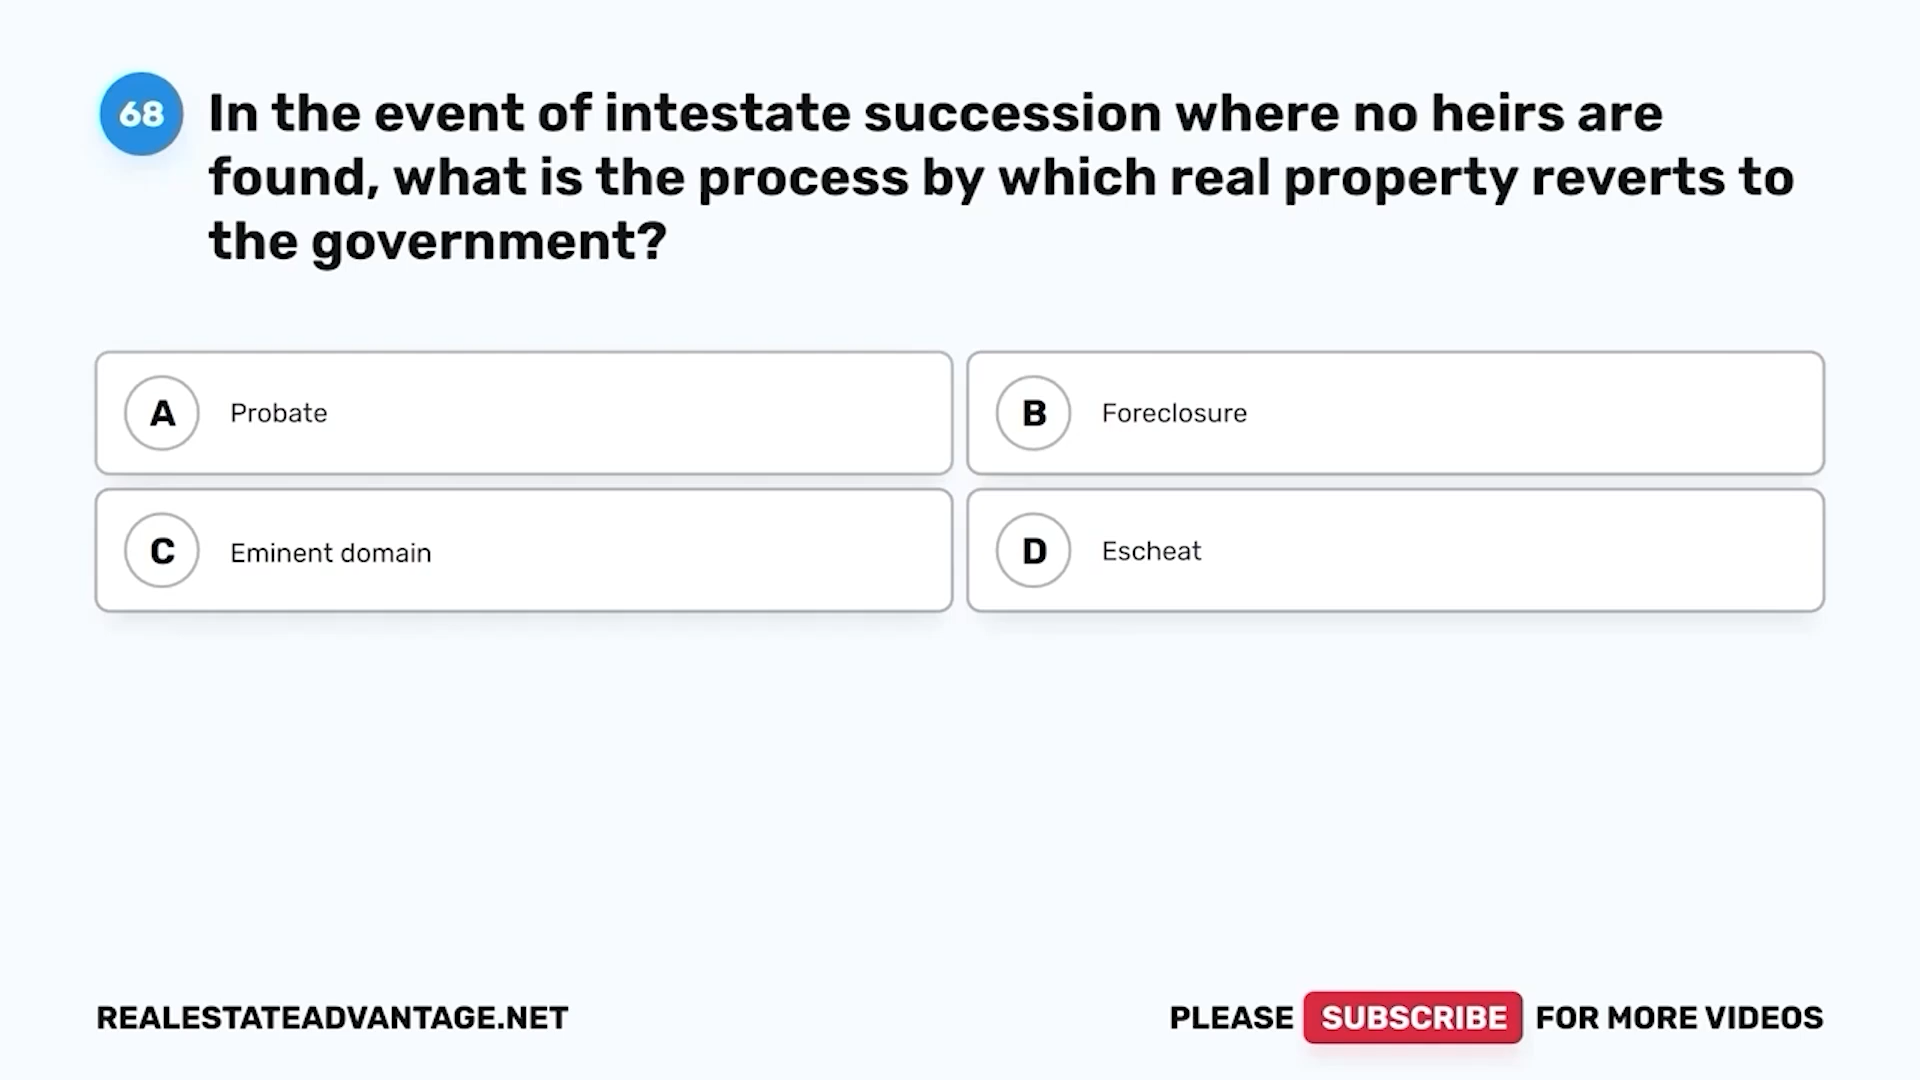 68
In the event of intestate succession where no heirs are
found, what is the process by which real property reverts to
the government?
A Probate
B Foreclosure
C Eminent domain
D Escheat
REALESTATEADVANTAGE.NET
PLEASE SUBSCRIBE FOR MORE VIDEOS